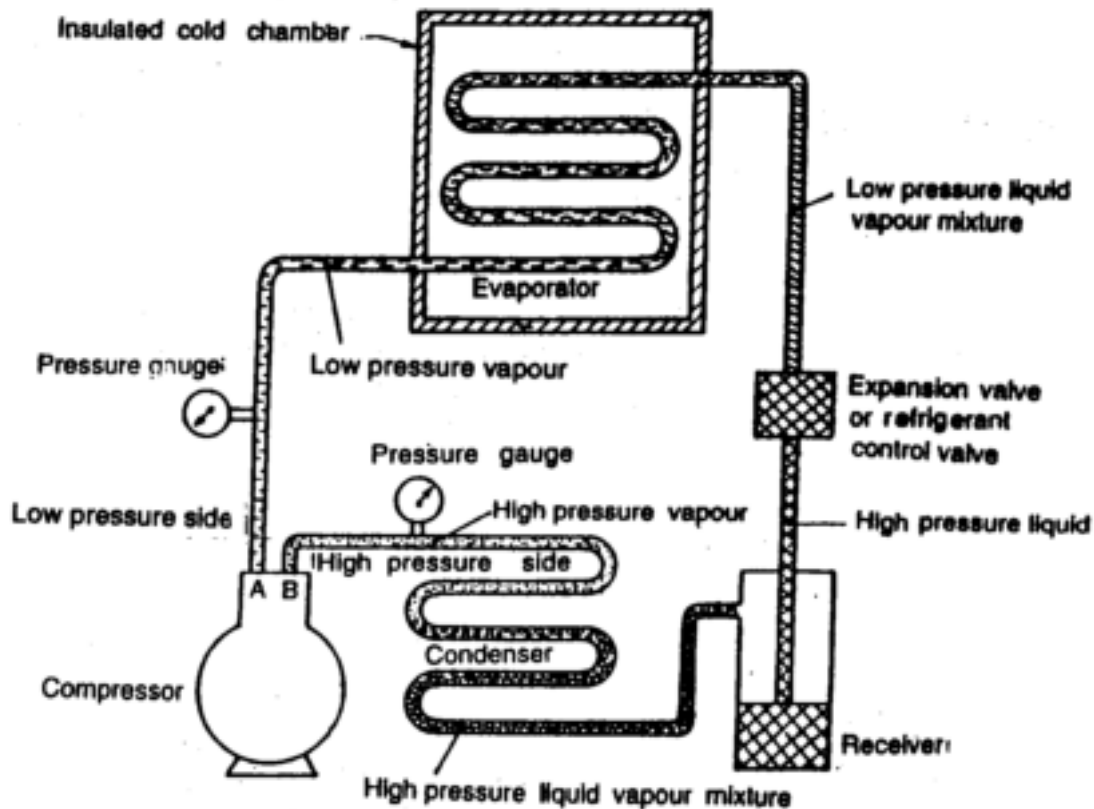 Insulated cold chamber
Low pressure liquid
vapour mixture
Evaporator
Pressure gauge
Low pressure vapour
Expansion valve
or refrigerant
control valve
Pressure gauge
High pressure vapour
Low pressure side
High pressure liquid
High pressure side
A B
Condenser
Compressor
Receiver
High pressure liquid vapour mixture